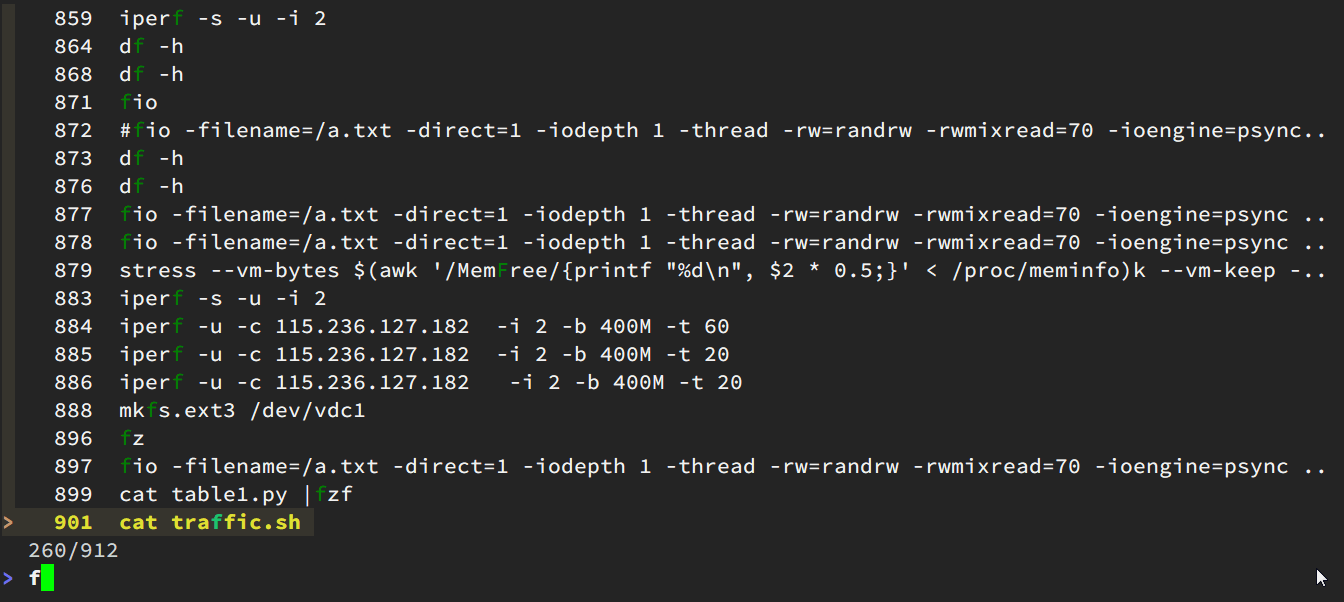 859 iperf -s -u -i 2
864 df -h
868 df -h
871 fio
872 #fio -filename=/a.txt -direct=1 -iodepth 1 -thread -rw=randrw -rwmixread=70 -ioengine=psync..
873 df -h
876 df -h
877 fio -filename=/a.txt -direct=1 -iodepth 1 -thread -rw=randrw -rwmixread=70 -ioengine=psync ..
878 fio -filename=/a.txt -direct=1 -iodepth 1 -thread -rw=randrw -rwmixread=70 -ioengine=psync ..
879 stress --vm-bytes $(awk '/MemFree/{printf "%d\n", $2 * 0.5;}' < /proc/meminfo)k --vm-keep -..
883 iperf -s -u -i 2
884 iperf -u -c 115.236.127.182  -i 2 -b 400M -t 60
885 iperf -u -c 115.236.127.182  -i 2 -b 400M -t 20
886 iperf -u -c 115.236.127.182   -i 2 -b 400M -t 20
888 mkfs.ext3 /dev/vdc1
896 fz
897 fio -filename=/a.txt -direct=1 -iodepth 1 -thread -rw=randrw -rwmixread=70 -ioengine=psync ..
899 cat table1.py |fzf
> 901 cat traffic.sh
260/912
> f